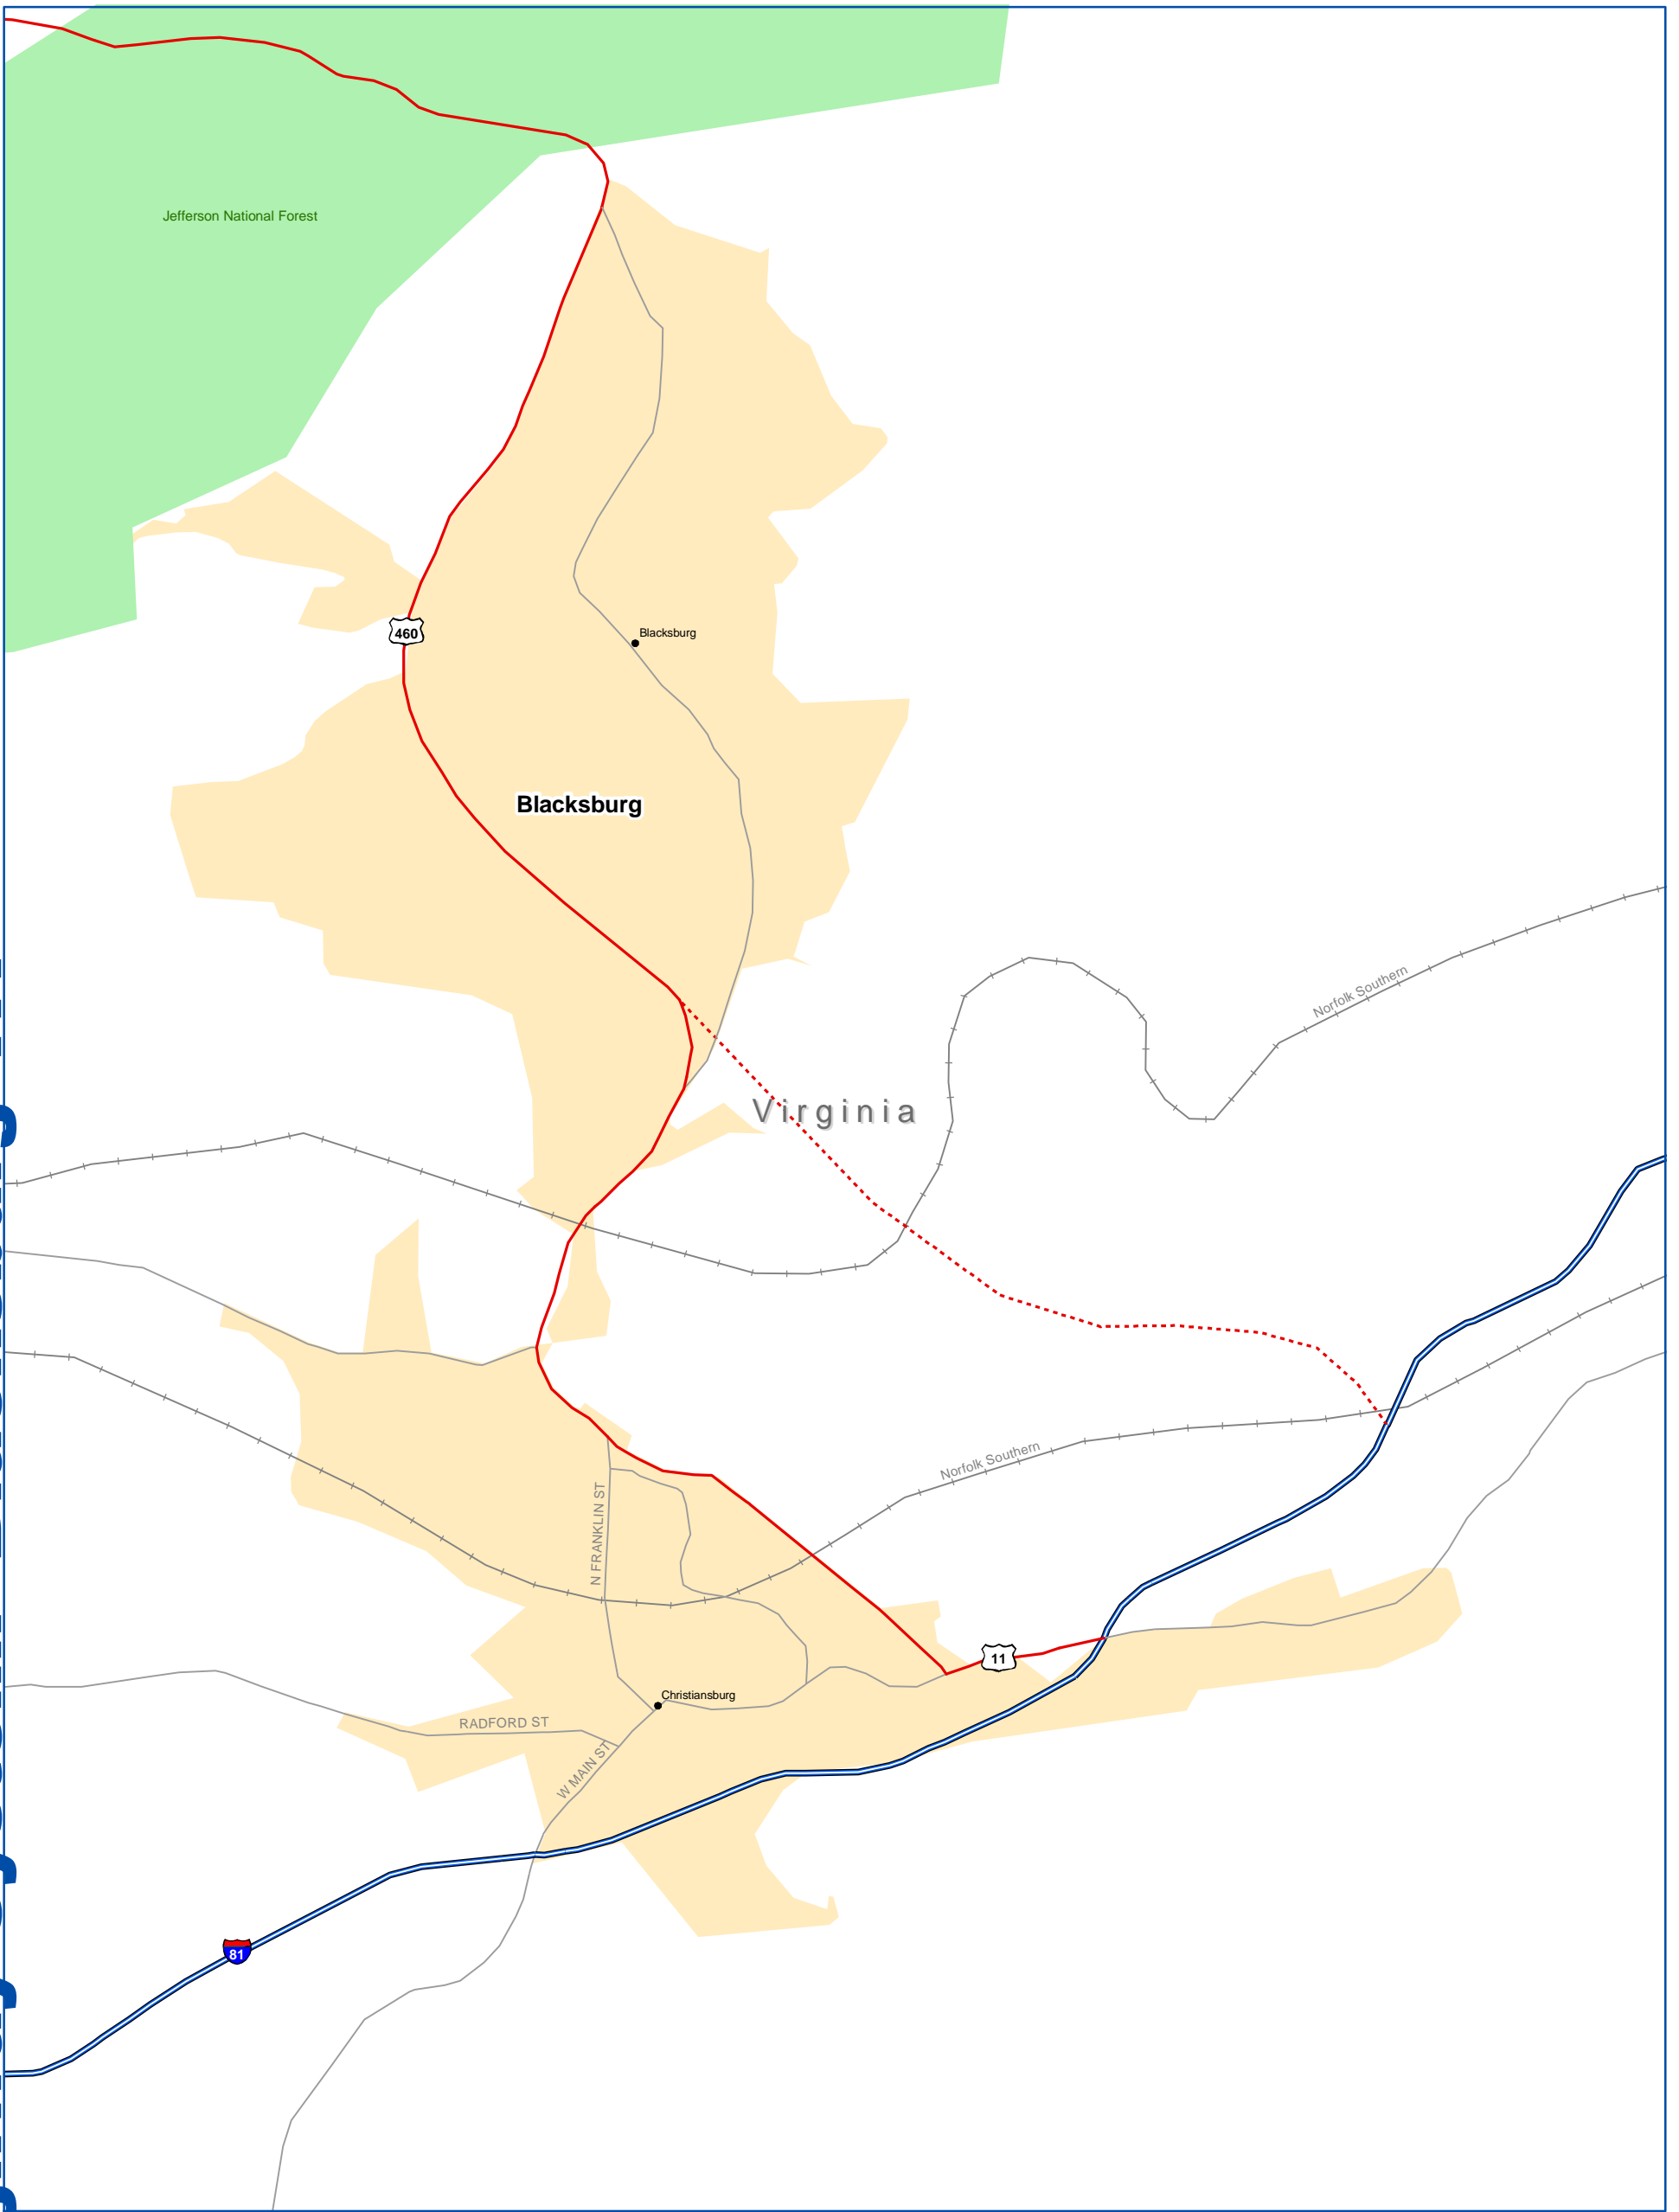 Jefferson National Forest
460
Blacksburg
Blacksburg
Norfolk Southern
Virginia
Norfolk Southern
N FRANKLIN ST
11
Christiansburg
RADFORD ST
W MAIN ST
81